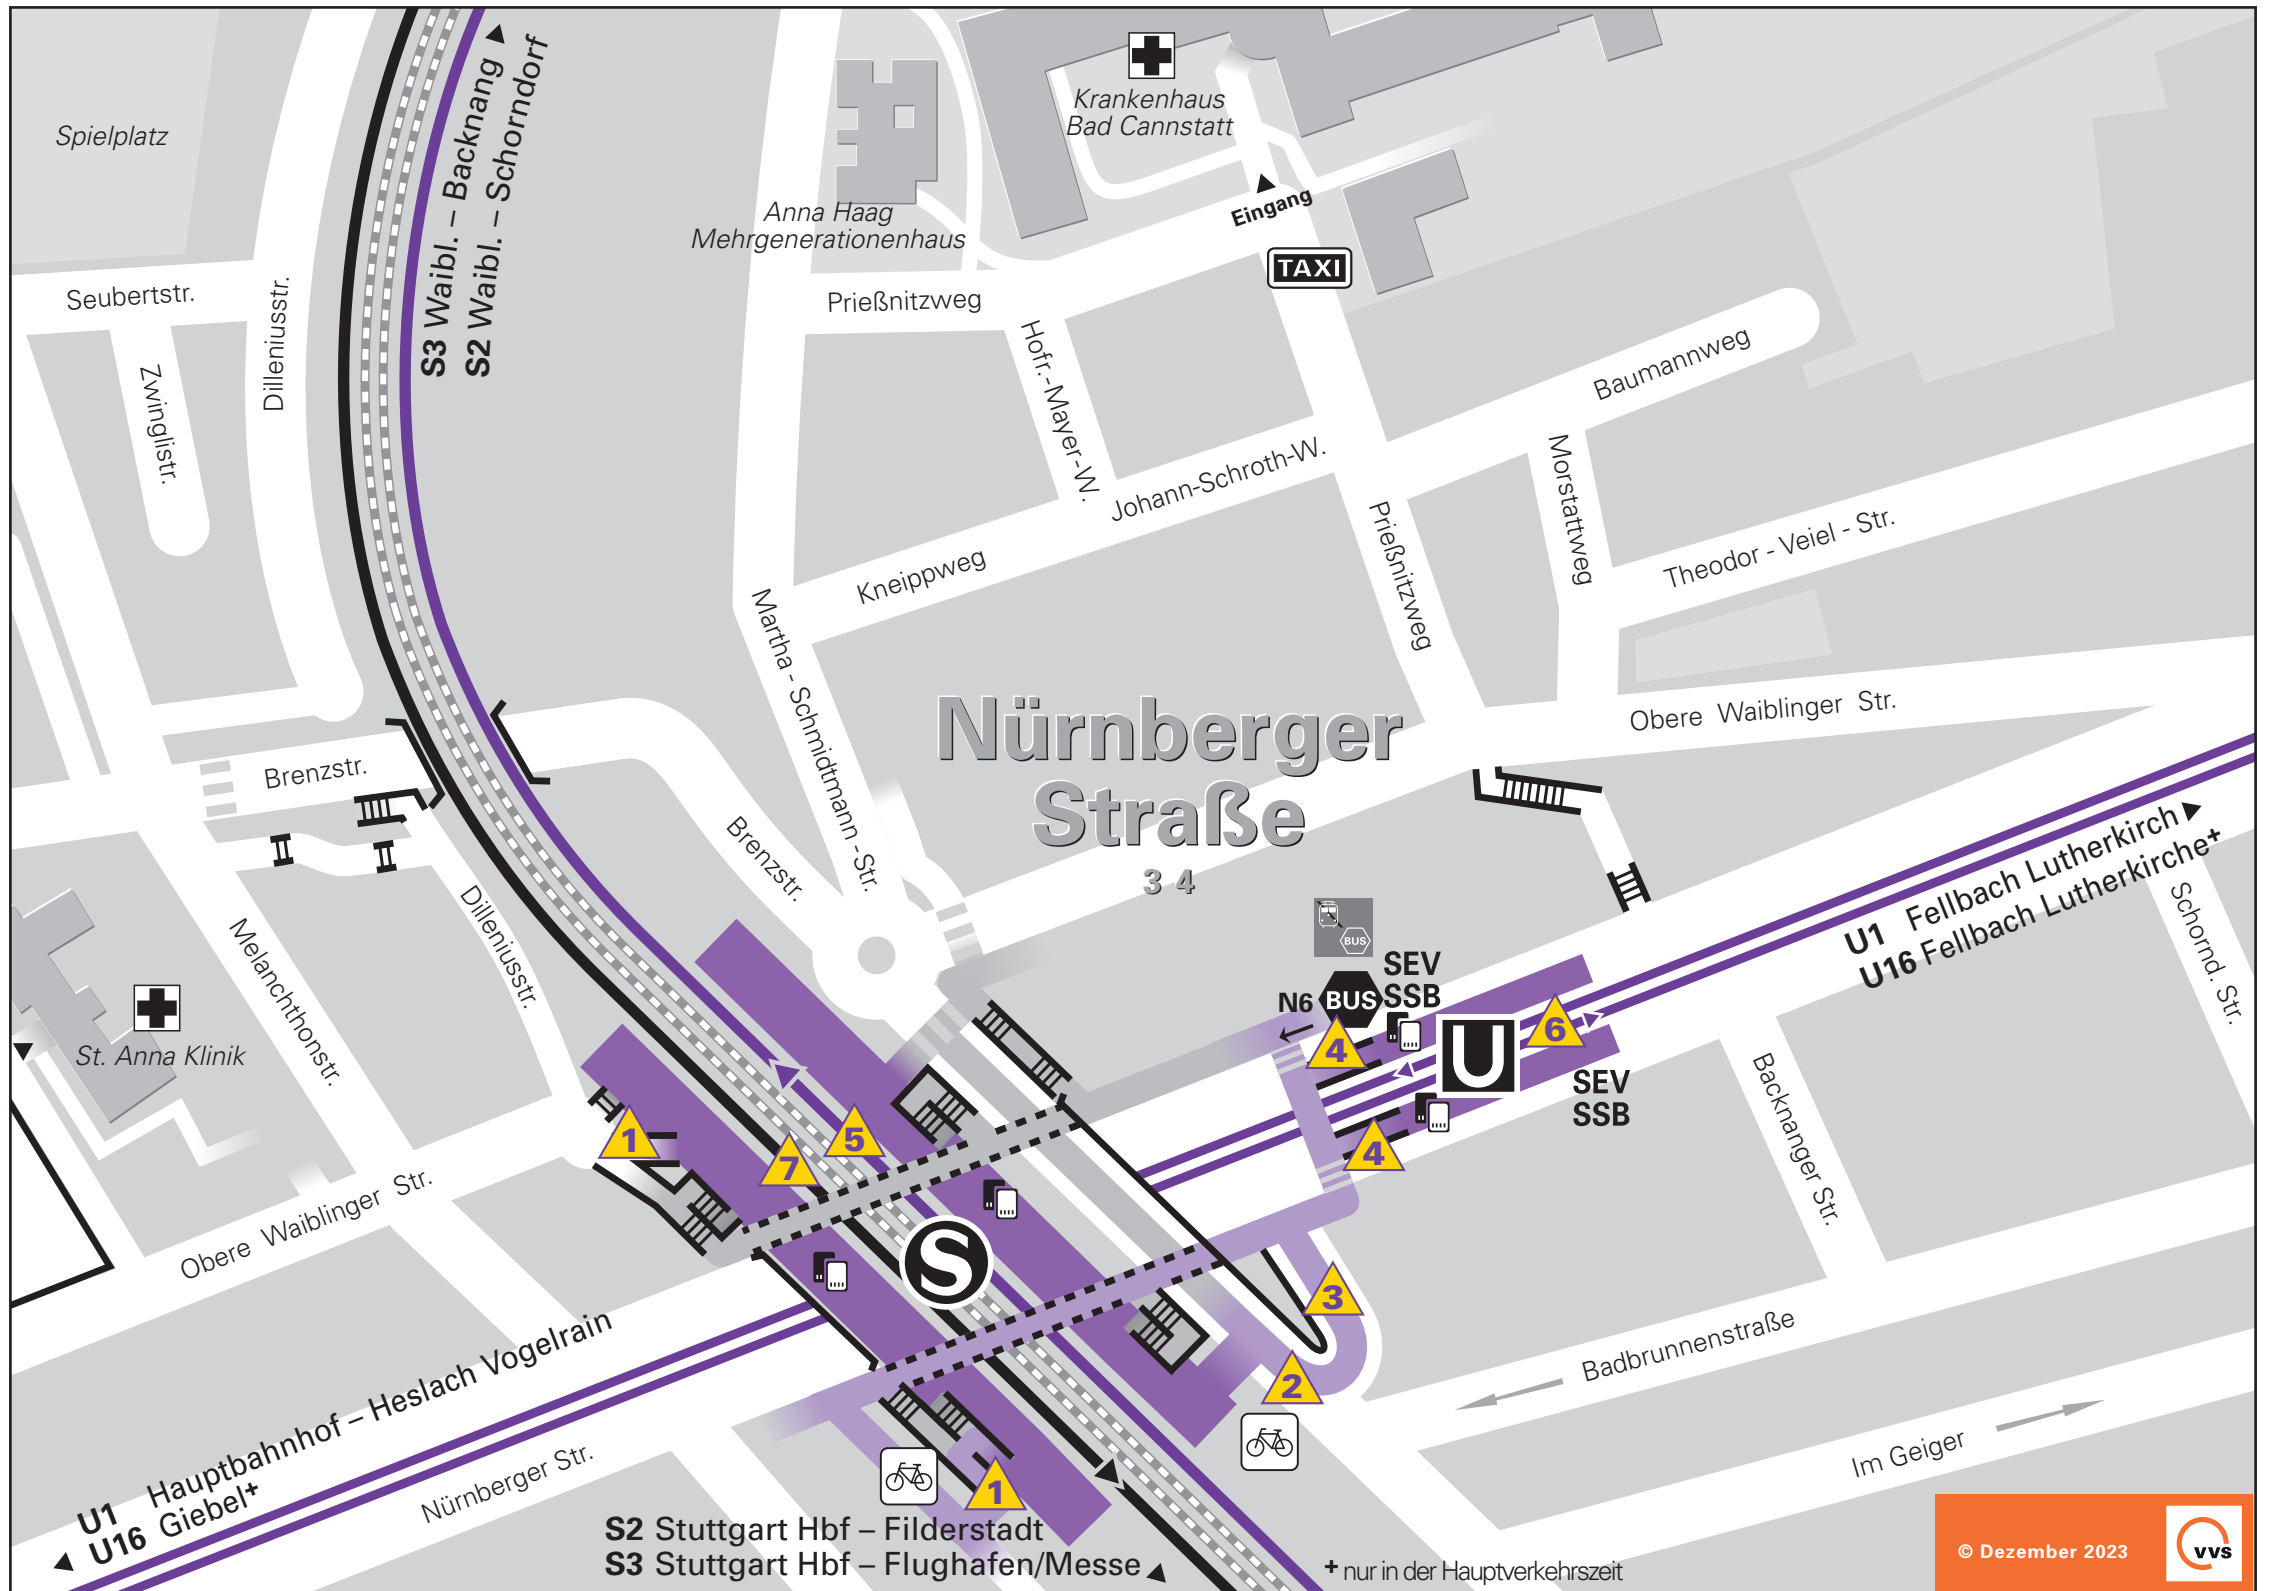 S3 Waibl. – Backnang
S2 Waibl. – Schorndorf
Spielplatz
Krankenhaus
Bad Cannstatt
Anna Haag
Mehrgenerationenhaus
Eingang
TAXI
Seubertstr.
Dilleniusstr.
Zwinglistr.
Prießnitzweg
Hofr.-Mayer-W.
Johann-Schroth-W.
Baumannweg
Morstattweg
Prießnitzweg
Theodor - Veiel - Str.
Kneippweg
Martha - Schmidtmann - Str.
Obere Waiblinger Str.
Nürnberger
Straße
3 4
Brenzstr.
Brenzstr.
Dilleniusstr.
Melanchthonstr.
St. Anna Klinik
BUS
SEV
SSB
N6
BUS
U1 Fellbach Lutherkirch
U16 Fellbach Lutherkirche+
Schornd. Str.
4
6
U
SEV
SSB
4
Backnanger Str.
1
7
5
S
Obere Waiblinger Str.
3
2
1
Badbrunnenstraße
Im Geiger
U1 Hauptbahnhof – Heslach Vogelrain
U16 Giebel+
Nürnberger Str.
S2 Stuttgart Hbf – Filderstadt
S3 Stuttgart Hbf – Flughafen/Messe
+ nur in der Hauptverkehrszeit
© Dezember 2023
vvs